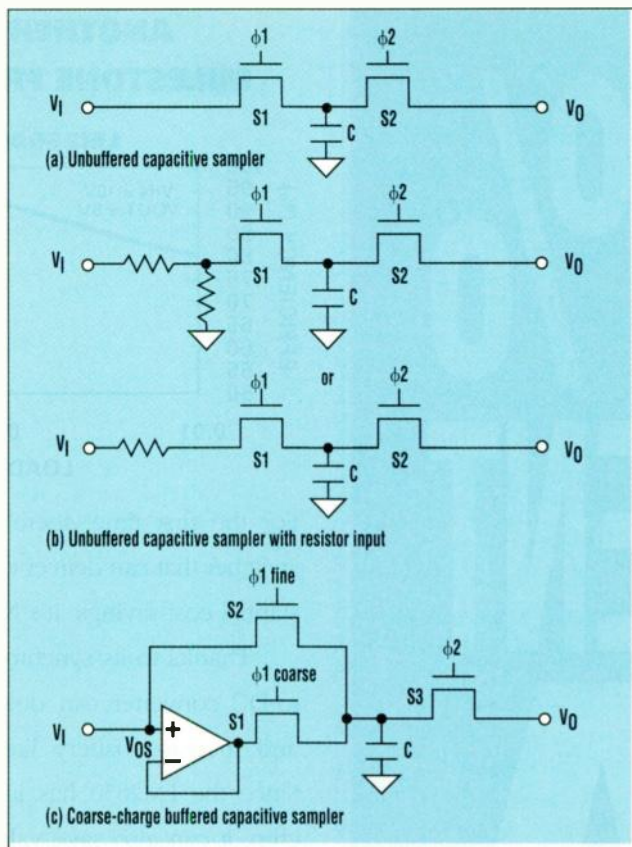 ϕ1 ϕ2
VI S1 C S2 VO
(a) Unbuffered capacitive sampler
ϕ1 ϕ2
VI S1 C S2 VO
or
ϕ1 ϕ2
VI S1 C S2 VO
(b) Unbuffered capacitive sampler with resistor input
ϕ1 fine
S2
ϕ1 coarse
ϕ2
S1
S3
VI + VOS − C VO
(c) Coarse-charge buffered capacitive sampler